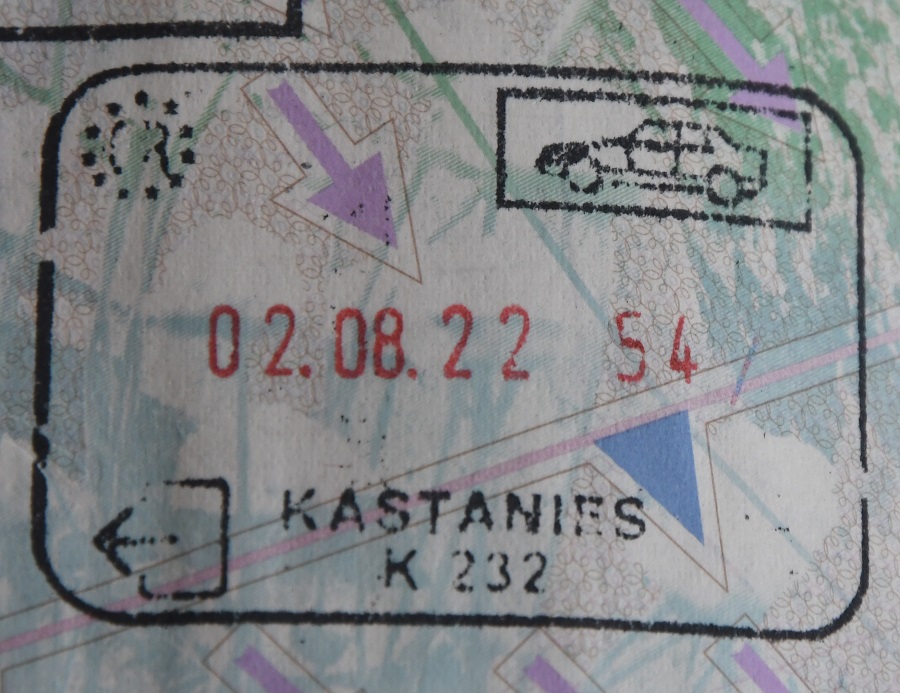 02.08.22 54
KASTANIES
K 232